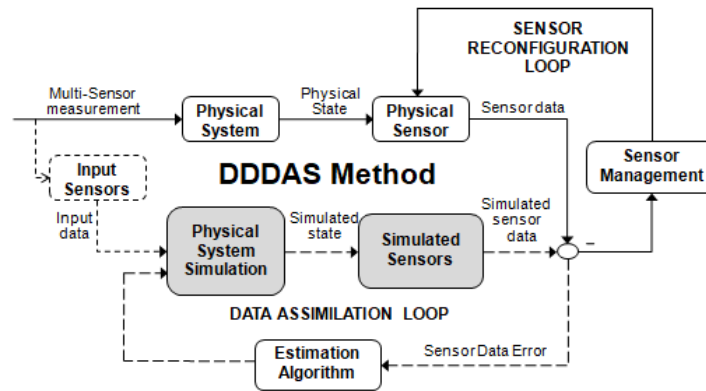 SENSOR
RECONFIGURATION
LOOP
Multi-Sensor
measurement
Physical
State
Physical
System
Physical
Sensor
Sensor data
Input
Sensors
DDDAS Method
Sensor
Management
Input
data
Physical
System
Simulation
Simulated
state
Simulated
Sensors
Simulated
sensor
data
–
DATA ASSIMILATION LOOP
Estimation
Algorithm
Sensor Data Error